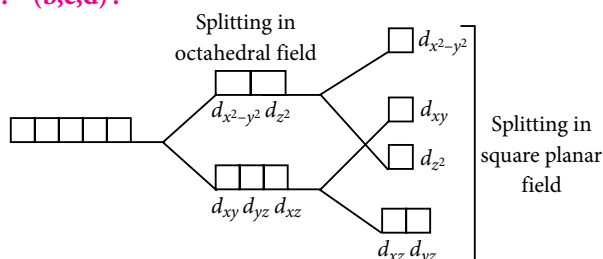 (b,c,d) :
Splitting in
octahedral field
d_{x²–y²} d_{z²}
d_{xy} d_{yz} d_{xz}
d_{x²–y²}
d_{xy}
d_{z²}
d_{xz} d_{yz}
Splitting in
square planar
field